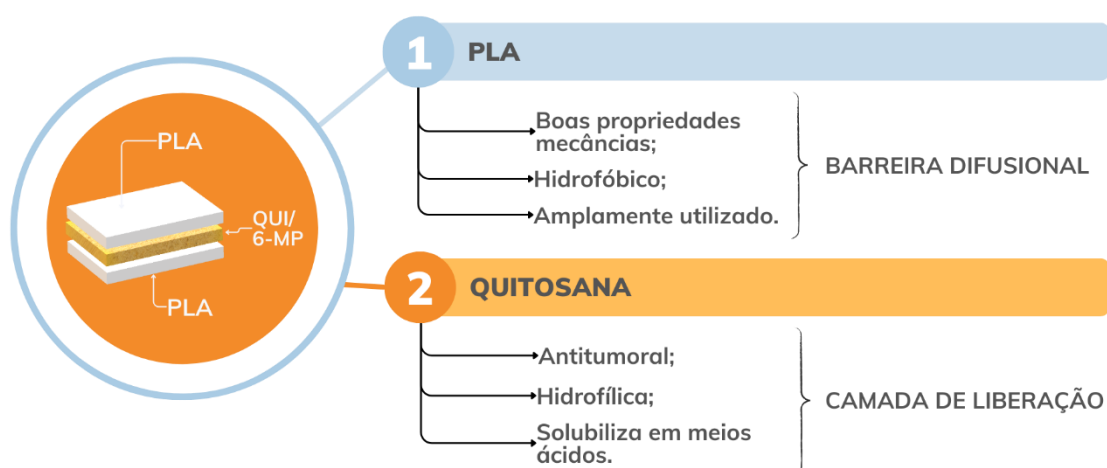 PLA
QUI/
6-MP
PLA
1
PLA
Boas propriedades
mecâncias;
Hidrofóbico;
Amplamente utilizado.
BARREIRA DIFUSIONAL
2
QUITOSANA
Antitumoral;
Hidrofílica;
Solubiliza em meios
ácidos.
CAMADA DE LIBERAÇÃO